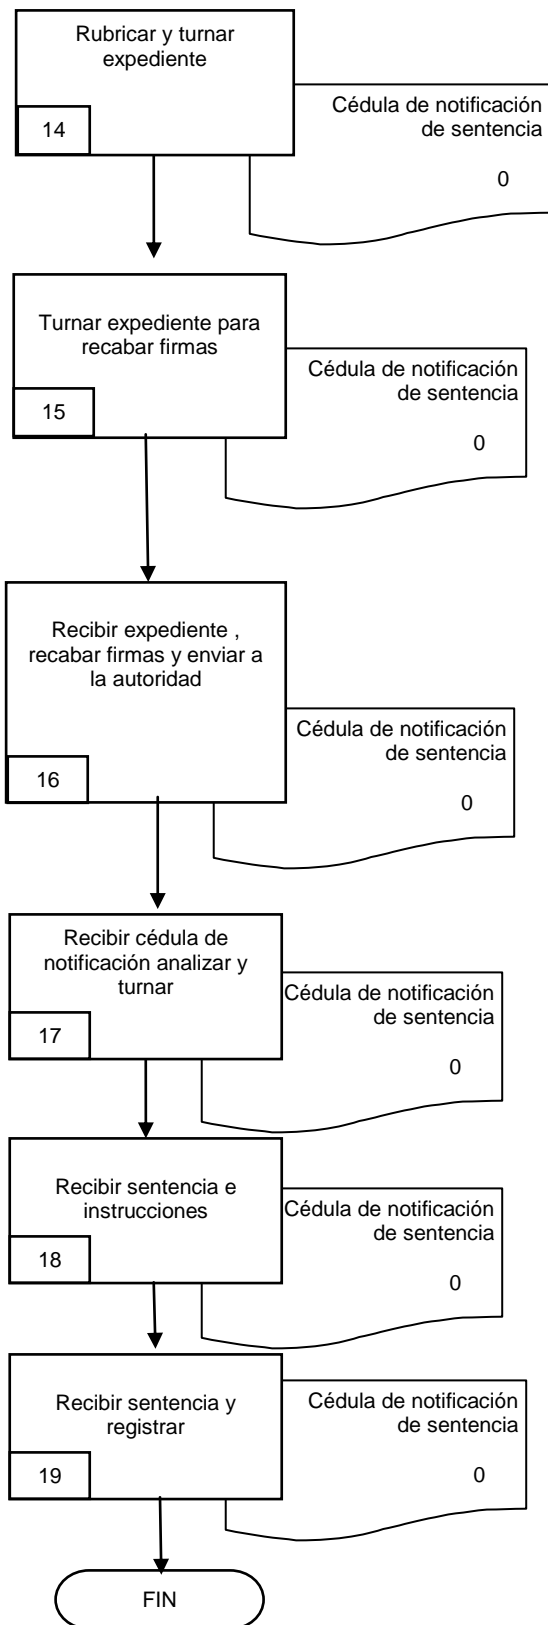 Rubricar y turnar
expediente
14
Cédula de notificación
de sentencia
0
Turnar expediente para
recabar firmas
15
Cédula de notificación
de sentencia
0
Recibir expediente ,
recabar firmas y enviar a
la autoridad
16
Cédula de notificación
de sentencia
0
Recibir cédula de
notificación analizar y
turnar
17
Cédula de notificación
de sentencia
0
Recibir sentencia e
instrucciones
18
Cédula de notificación
de sentencia
0
Recibir sentencia y
registrar
19
Cédula de notificación
de sentencia
0
FIN